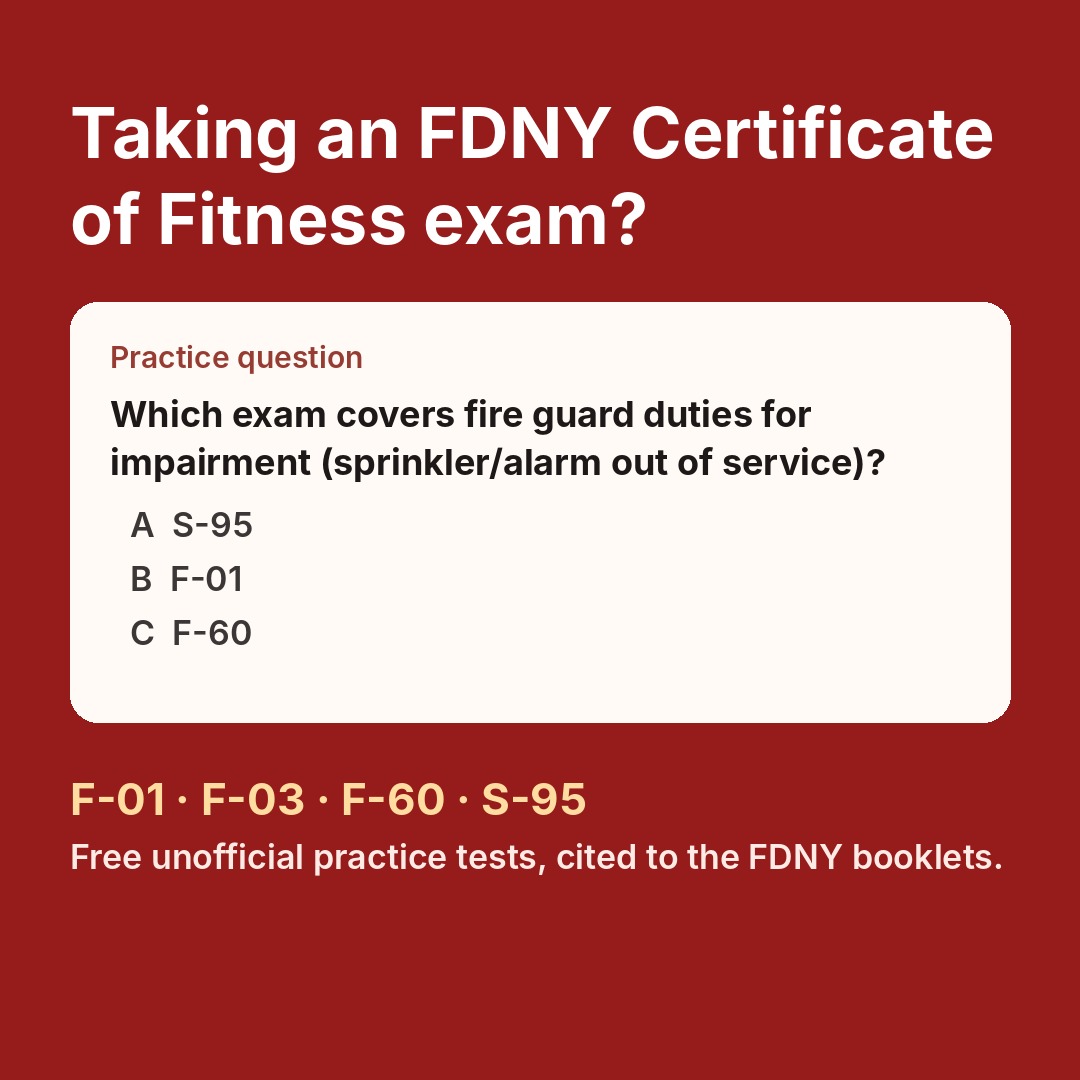 Taking an FDNY Certificate
of Fitness exam?
Practice question
Which exam covers fire guard duties for
impairment (sprinkler/alarm out of service)?
A S-95
B F-01
C F-60
F-01 · F-03 · F-60 · S-95
Free unofficial practice tests, cited to the FDNY booklets.